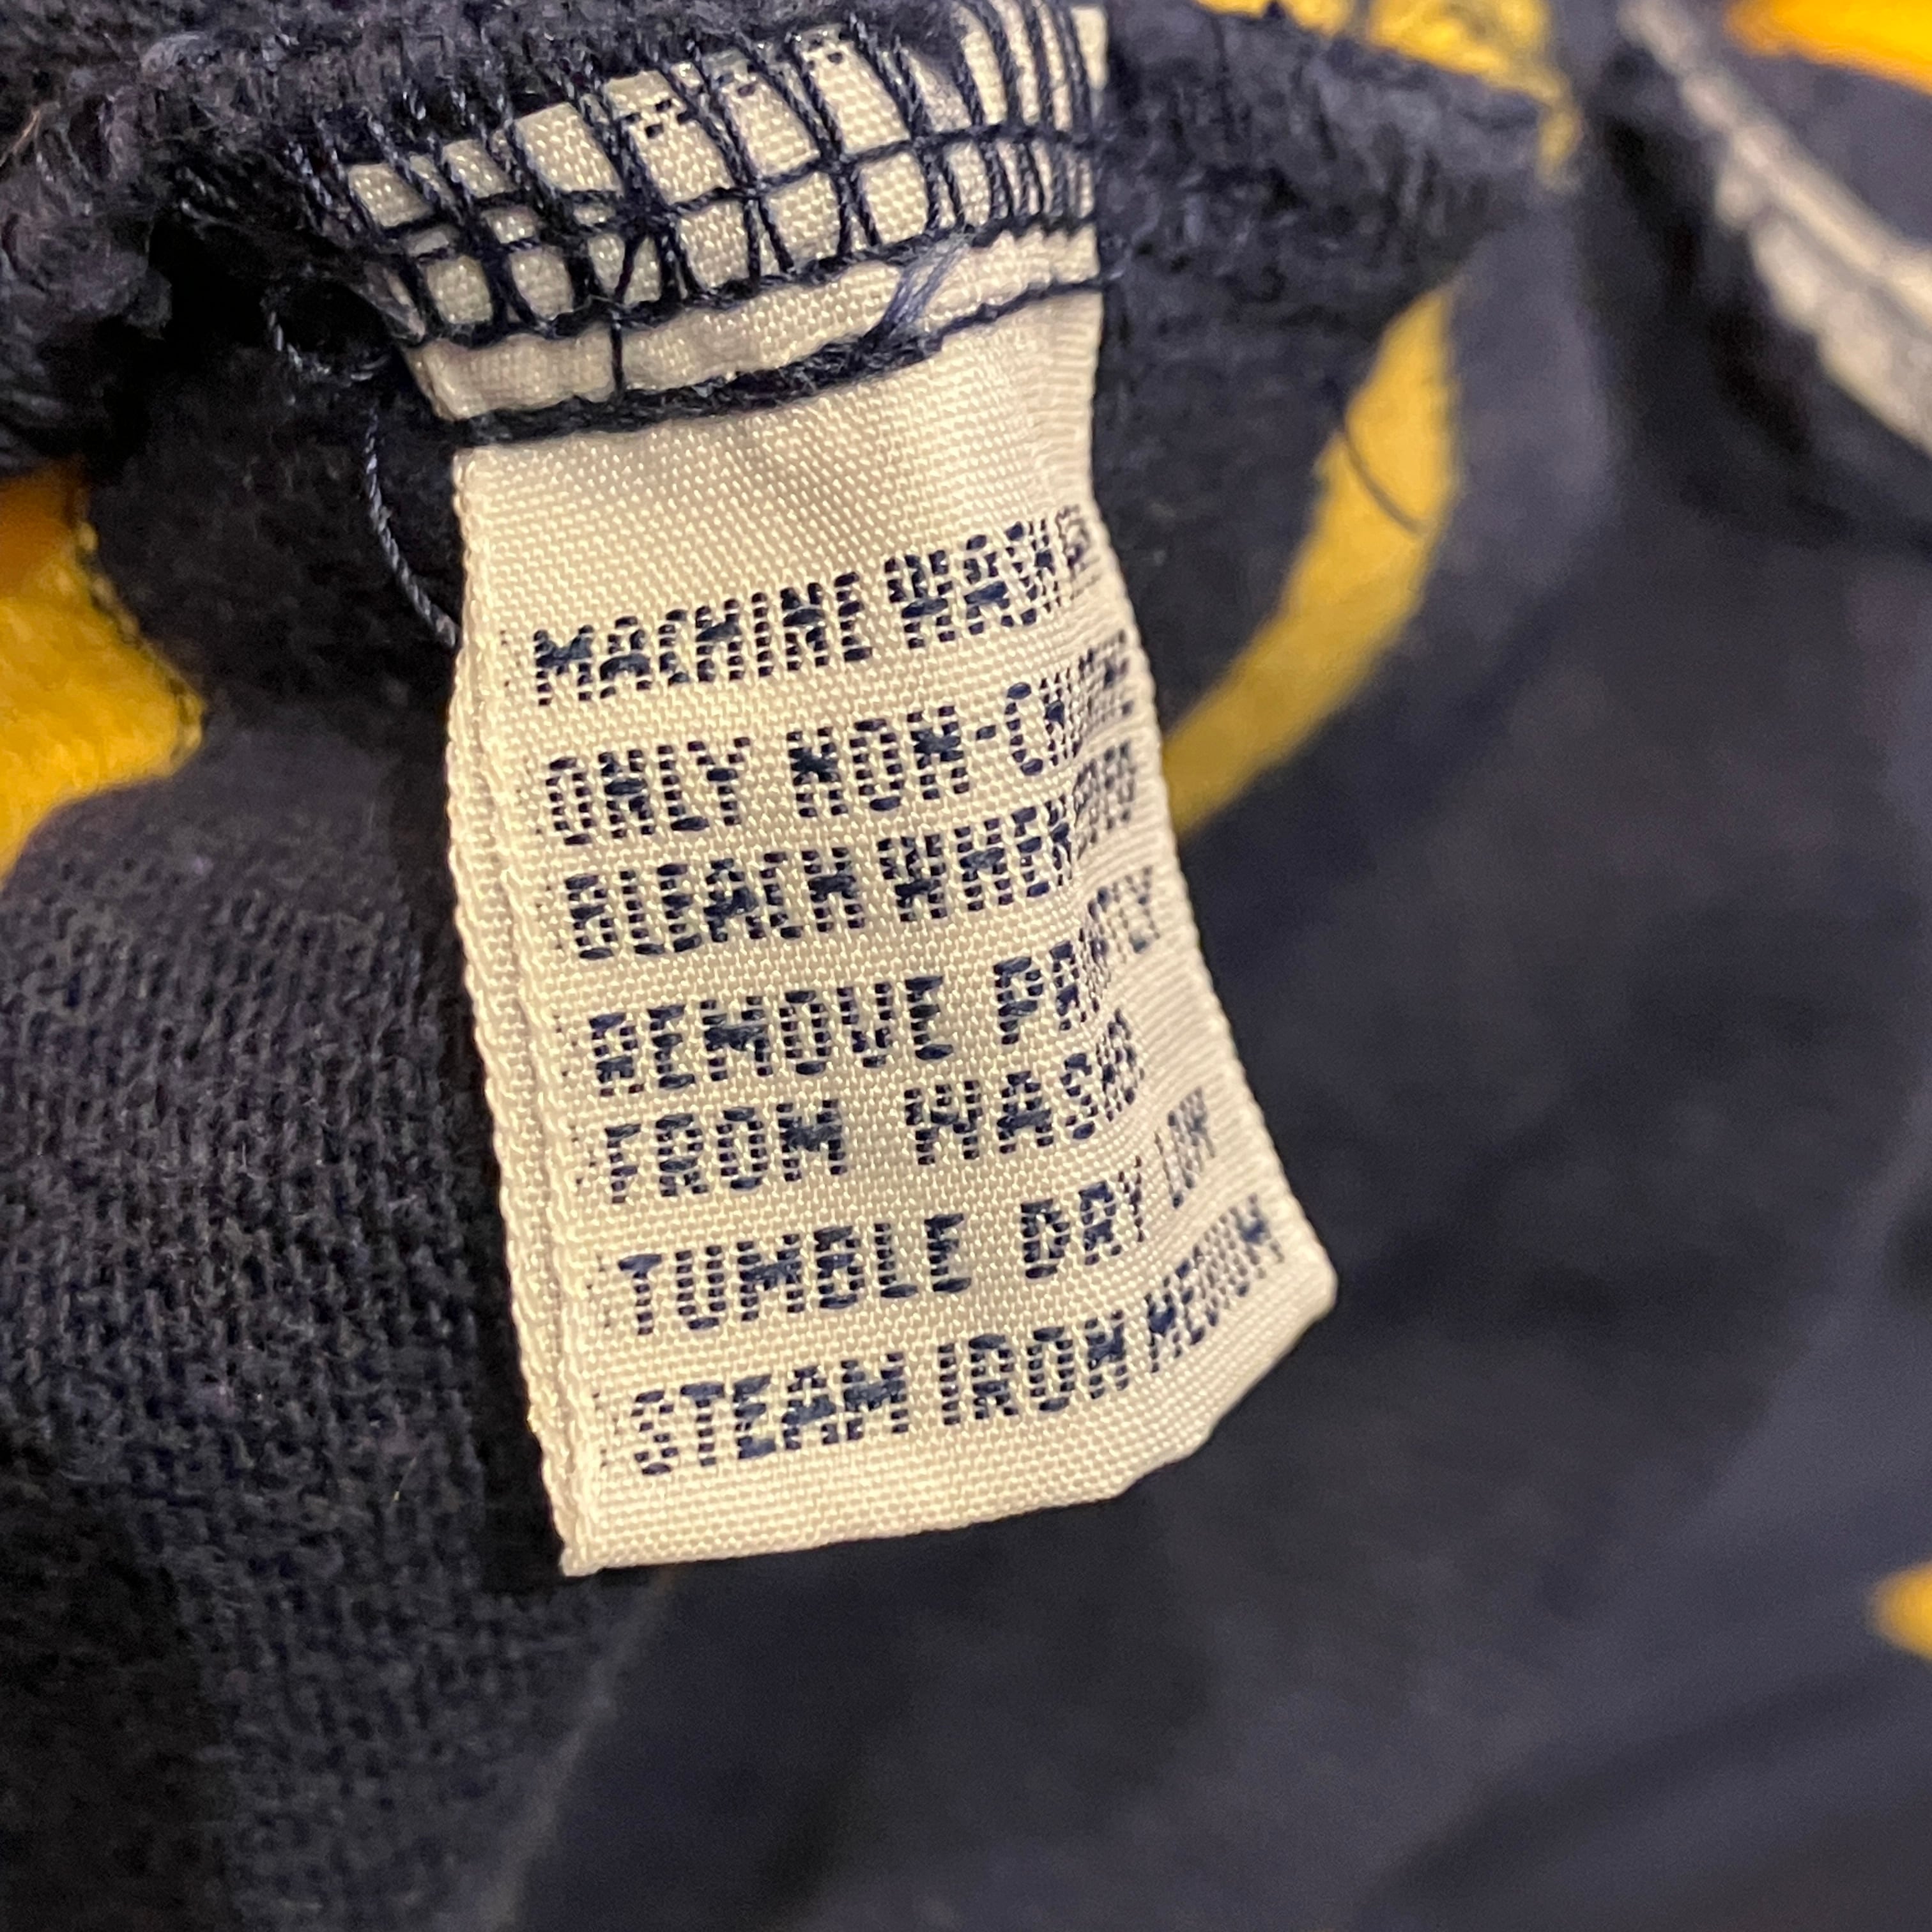 MACHINE WASH
ONLY NON-CHLORINE
BLEACH WHEN
REMOVE PROMPTLY
FROM WASHER
TUMBLE DRY LOW
STEAM IRON MEDIUM